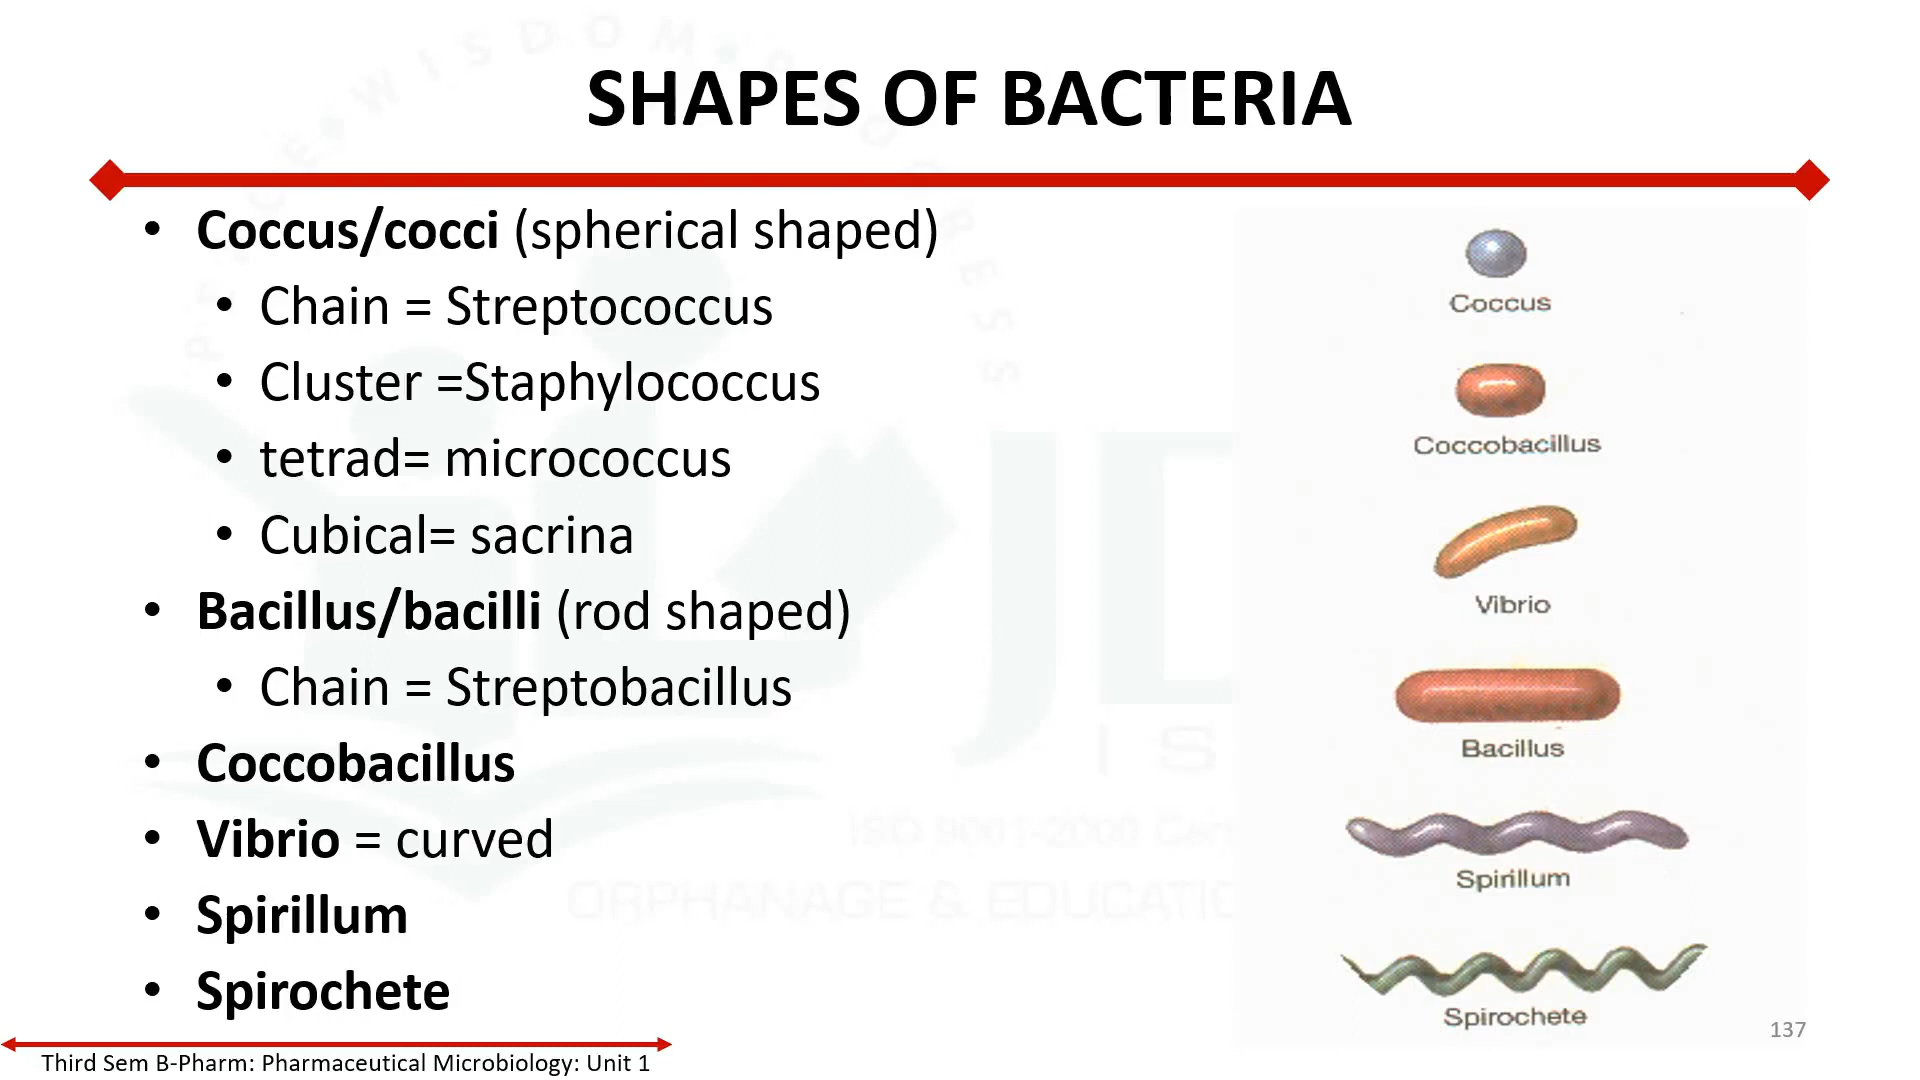 SHAPES OF BACTERIA
• Coccus/cocci (spherical shaped)
• Chain = Streptococcus
• Cluster =Staphylococcus
• tetrad= micrococcus
• Cubical= sacrina
• Bacillus/bacilli (rod shaped)
• Chain = Streptobacillus
• Coccobacillus
• Vibrio = curved
• Spirillum
• Spirochete
Coccus
Coccobacillus
Vibrio
Bacillus
Spirillum
Spirochete
137
Third Sem B-Pharm: Pharmaceutical Microbiology: Unit 1
ORPHANAGE &